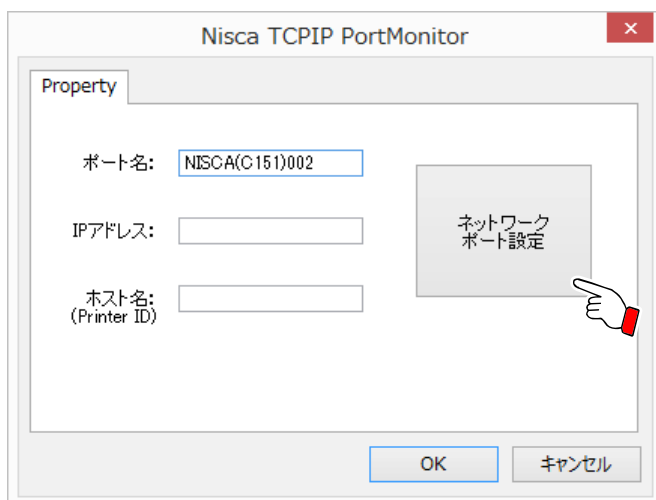 Nisca TCPIP PortMonitor
Property
ポート名:
NISCA(C151)002
IPアドレス:
ホスト名:
(Printer ID)
ネットワーク
ポート設定
OK
キャンセル